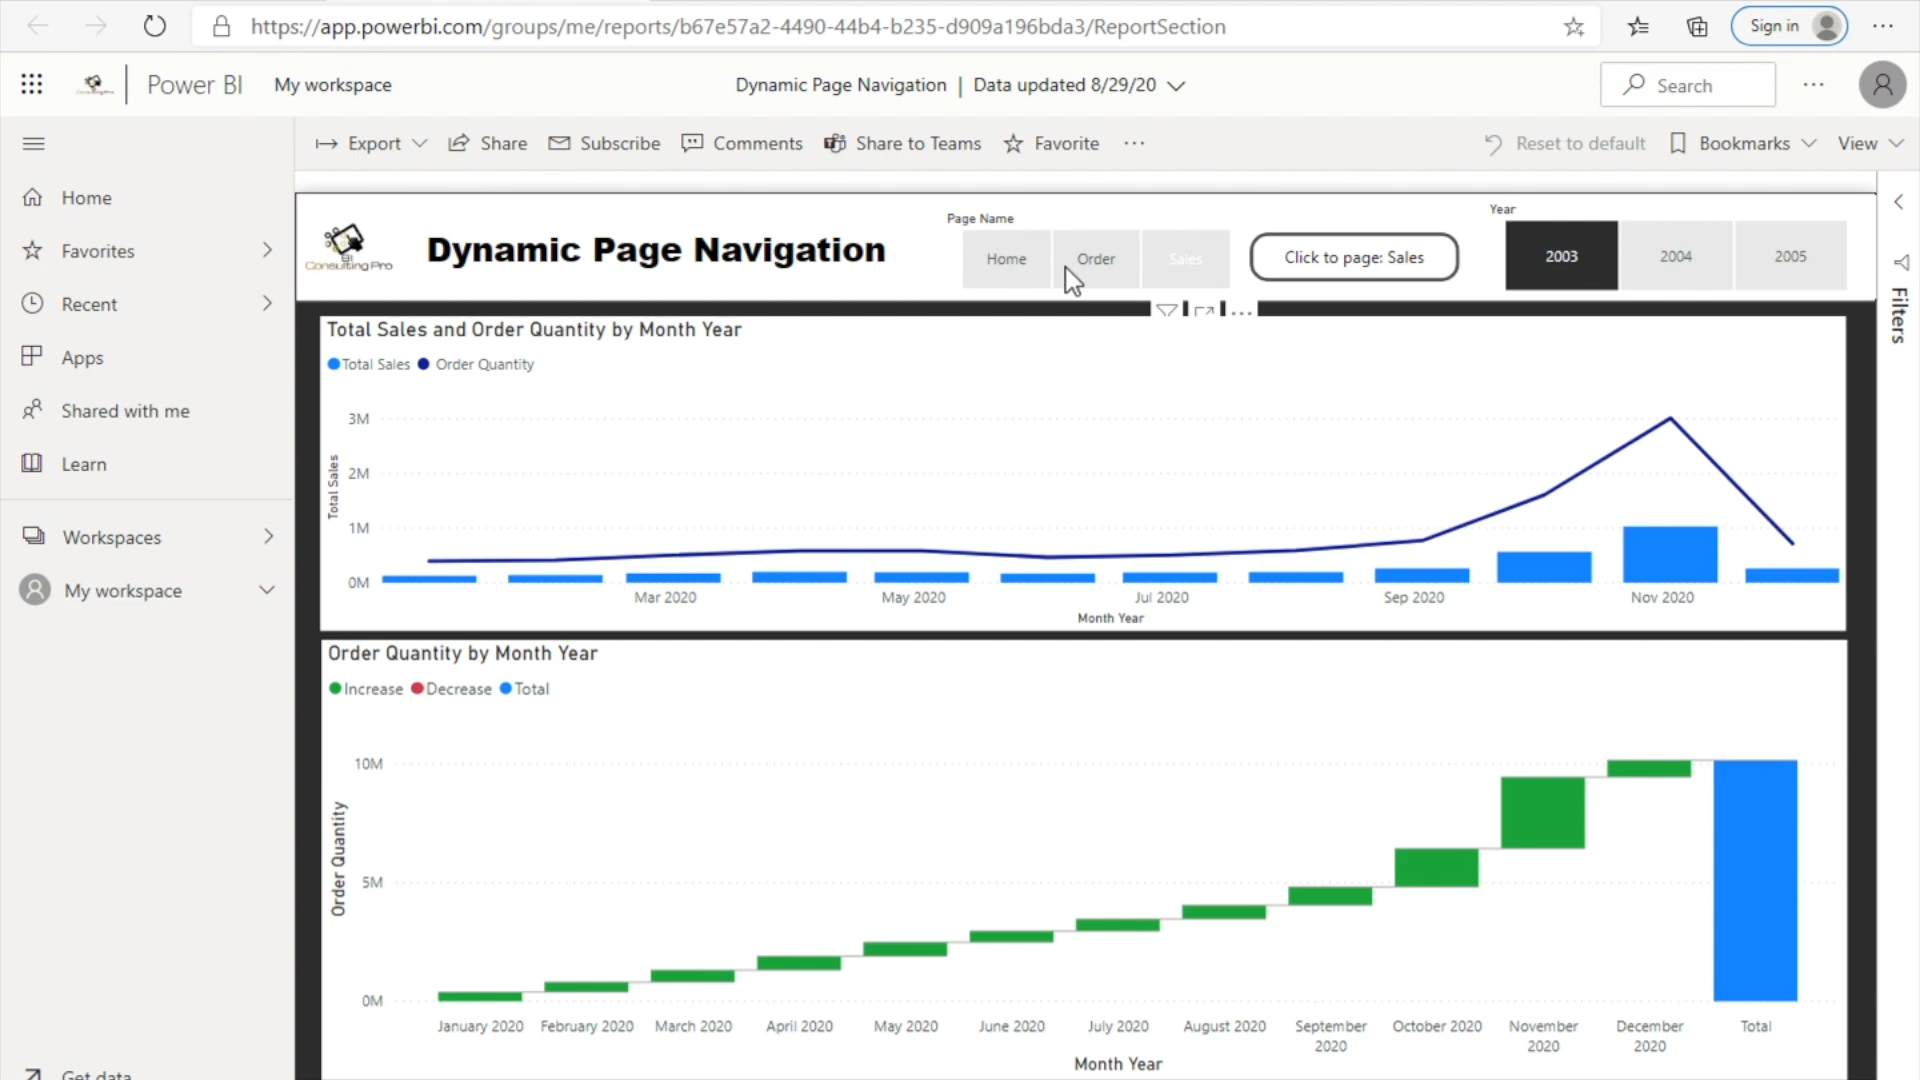 https://app.powerbi.com/groups/me/reports/b67e57a2-4490-44b4-b235-d909a196bda3/ReportSection
Sign in
Power BI
My workspace
Dynamic Page Navigation | Data updated 8/29/20
Search
Export
Share
Subscribe
Comments
Share to Teams
Favorite
Reset to default
Bookmarks
View
Home
Favorites
Recent
Apps
Shared with me
Learn
Workspaces
My workspace
Get data
BI
Consulting Pro
Dynamic Page Navigation
Page Name
Home
Order
Sales
Click to page: Sales
Year
2003
2004
2005
Filters
Total Sales and Order Quantity by Month Year
Total Sales
Order Quantity
3M
2M
1M
0M
Total Sales
Mar 2020
May 2020
Jul 2020
Sep 2020
Nov 2020
Month Year
Order Quantity by Month Year
Increase
Decrease
Total
10M
5M
0M
Order Quantity
January 2020
February 2020
March 2020
April 2020
May 2020
June 2020
July 2020
August 2020
September
2020
October 2020
November
2020
December
2020
Total
Month Year